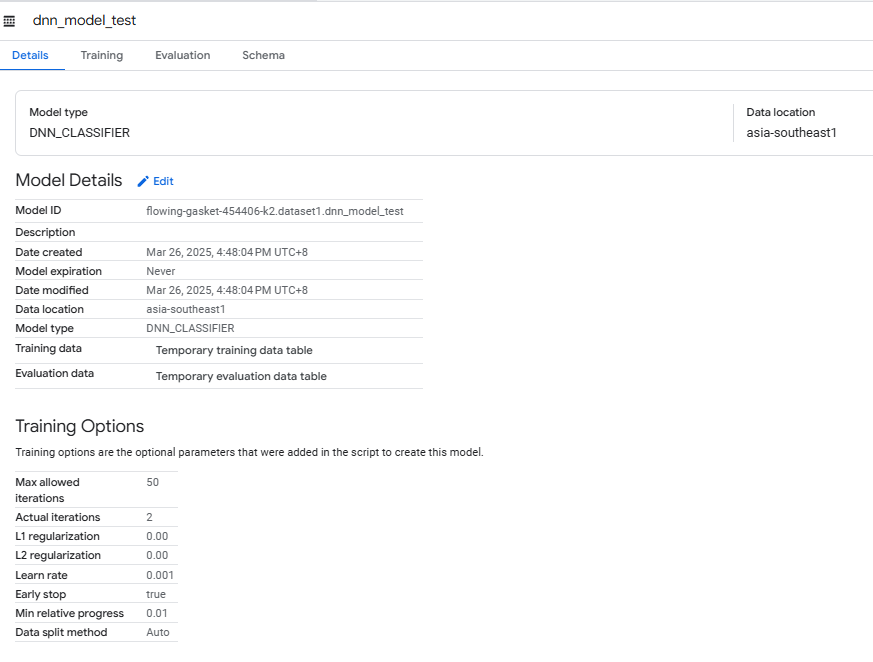 dnn_model_test
Details Training Evaluation Schema
Model type
DNN_CLASSIFIER
Data location
asia-southeast1
Model Details Edit
Model ID flowing-gasket-454406-k2.dataset1.dnn_model_test
Description
Date created Mar 26, 2025, 4:48:04 PM UTC+8
Model expiration Never
Date modified Mar 26, 2025, 4:48:04 PM UTC+8
Data location asia-southeast1
Model type DNN_CLASSIFIER
Training data Temporary training data table
Evaluation data Temporary evaluation data table
Training Options
Training options are the optional parameters that were added in the script to create this model.
Max allowed 50
iterations
Actual iterations 2
L1 regularization 0.00
L2 regularization 0.00
Learn rate 0.001
Early stop true
Min relative progress 0.01
Data split method Auto